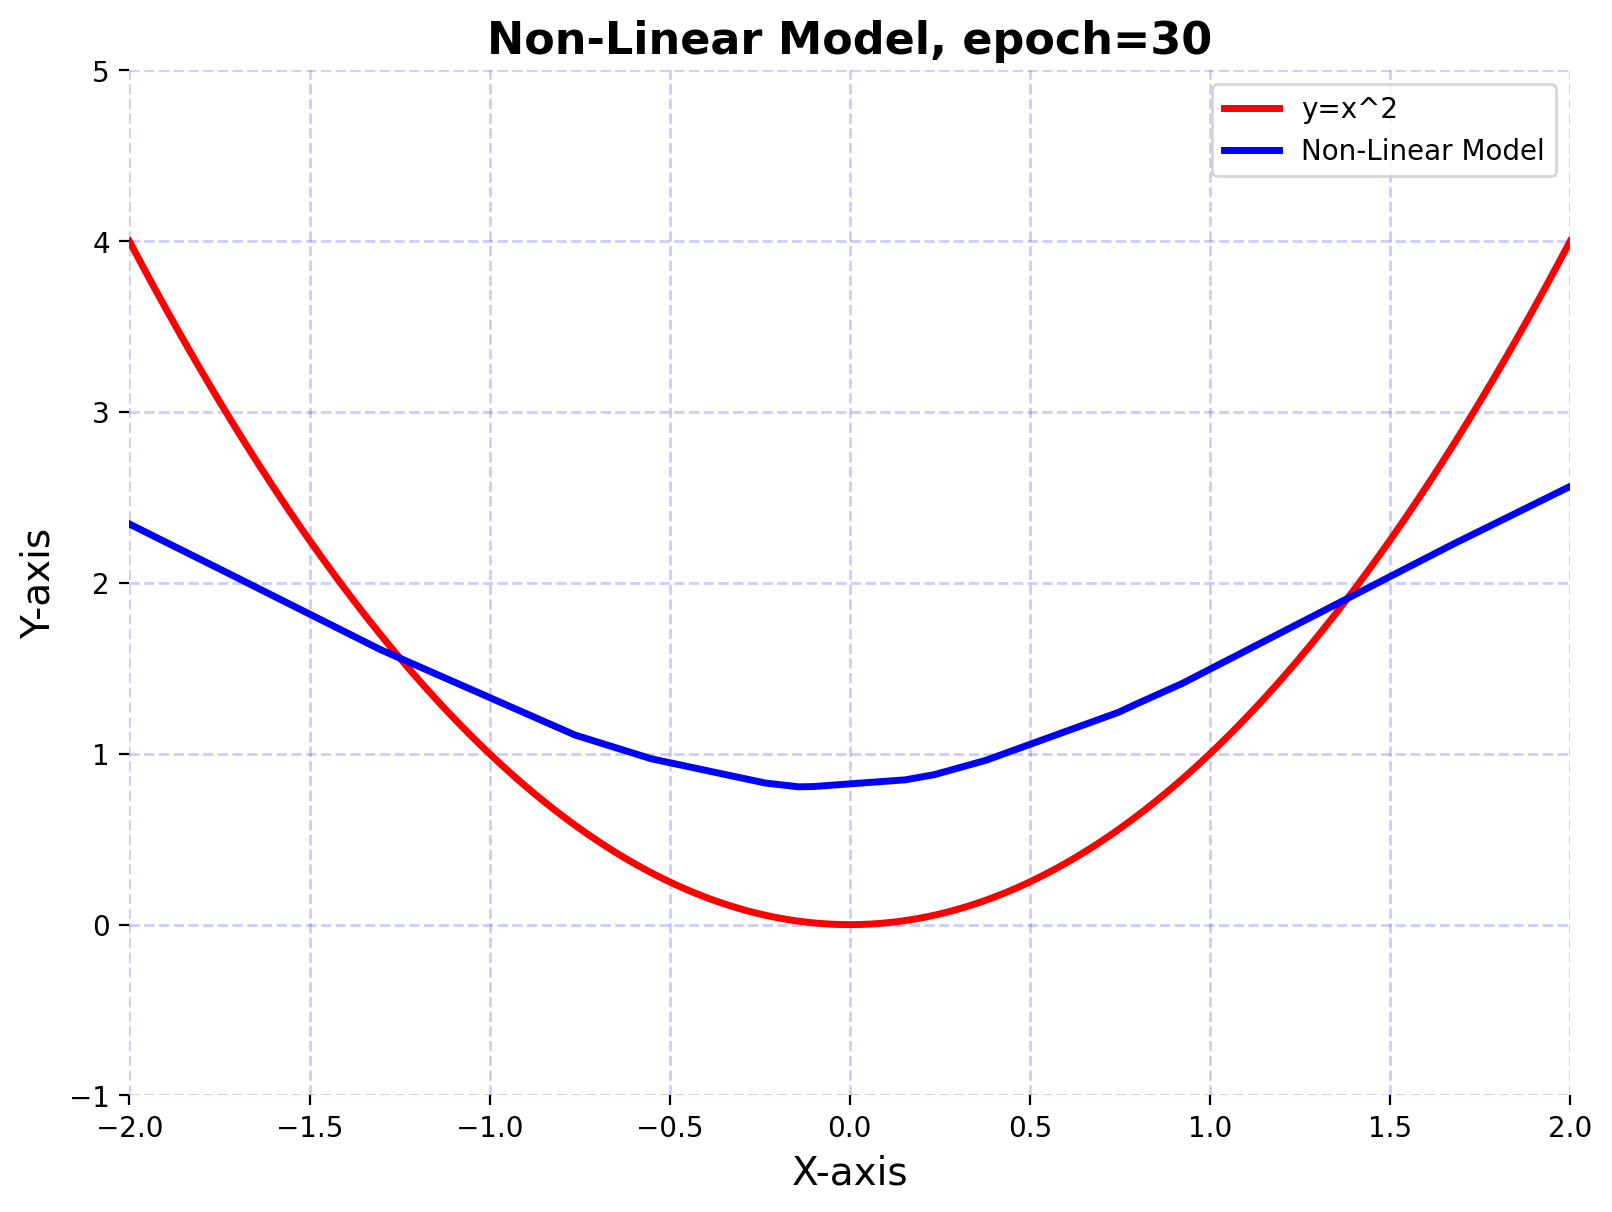 Non-Linear Model, epoch=30
y=x^2
Non-Linear Model
Y-axis
5
4
3
2
1
0
−1
−2.0 −1.5 −1.0 −0.5 0.0 0.5 1.0 1.5 2.0
X-axis